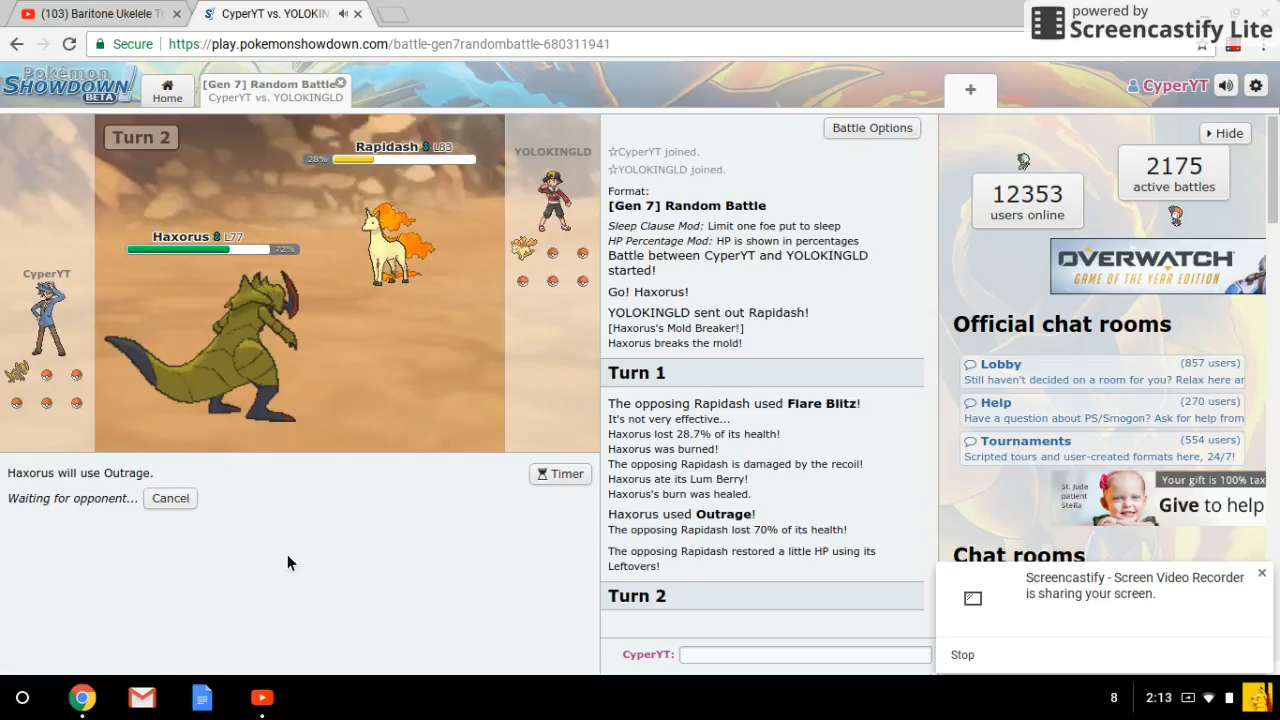 (103) Baritone Ukelele T
CyperYT vs. YOLOKIN
powered by
Screencastify Lite
Secure
https://play.pokemonshowdown.com/battle-gen7randombattle-680311941
Pokémon
SHOWDOWN
BETA
Home
[Gen 7] Random Battle
CyperYT vs. YOLOKINGLD
+
CyperYT
Turn 2
Rapidash L83
28%
Haxorus L77
72%
CyperYT
YOLOKINGLD
Battle Options
☆CyperYT joined.
☆YOLOKINGLD joined.
Format:
[Gen 7] Random Battle
Sleep Clause Mod: Limit one foe put to sleep
HP Percentage Mod: HP is shown in percentages
Battle between CyperYT and YOLOKINGLD
started!
Go! Haxorus!
YOLOKINGLD sent out Rapidash!
[Haxorus's Mold Breaker!]
Haxorus breaks the mold!
Turn 1
The opposing Rapidash used Flare Blitz!
It's not very effective...
Haxorus lost 28.7% of its health!
Haxorus was burned!
The opposing Rapidash is damaged by the recoil!
Haxorus ate its Lum Berry!
Haxorus's burn was healed.
Haxorus used Outrage!
The opposing Rapidash lost 70% of its health!
The opposing Rapidash restored a little HP using its
Leftovers!
Turn 2
CyperYT:
Haxorus will use Outrage.
Timer
Waiting for opponent...
Cancel
Hide
12353
users online
2175
active battles
OVERWATCH
GAME OF THE YEAR EDITION
Official chat rooms
Lobby (857 users)
Still haven't decided on a room for you? Relax here ar
Help (270 users)
Have a question about PS/Smogon? Ask for help from
Tournaments (554 users)
Scripted tours and user-created formats here, 24/7!
St. Jude
patient
Stella
Your gift is 100% tax
Give to help
Chat rooms
Screencastify - Screen Video Recorder
is sharing your screen.
Stop
8
2:13